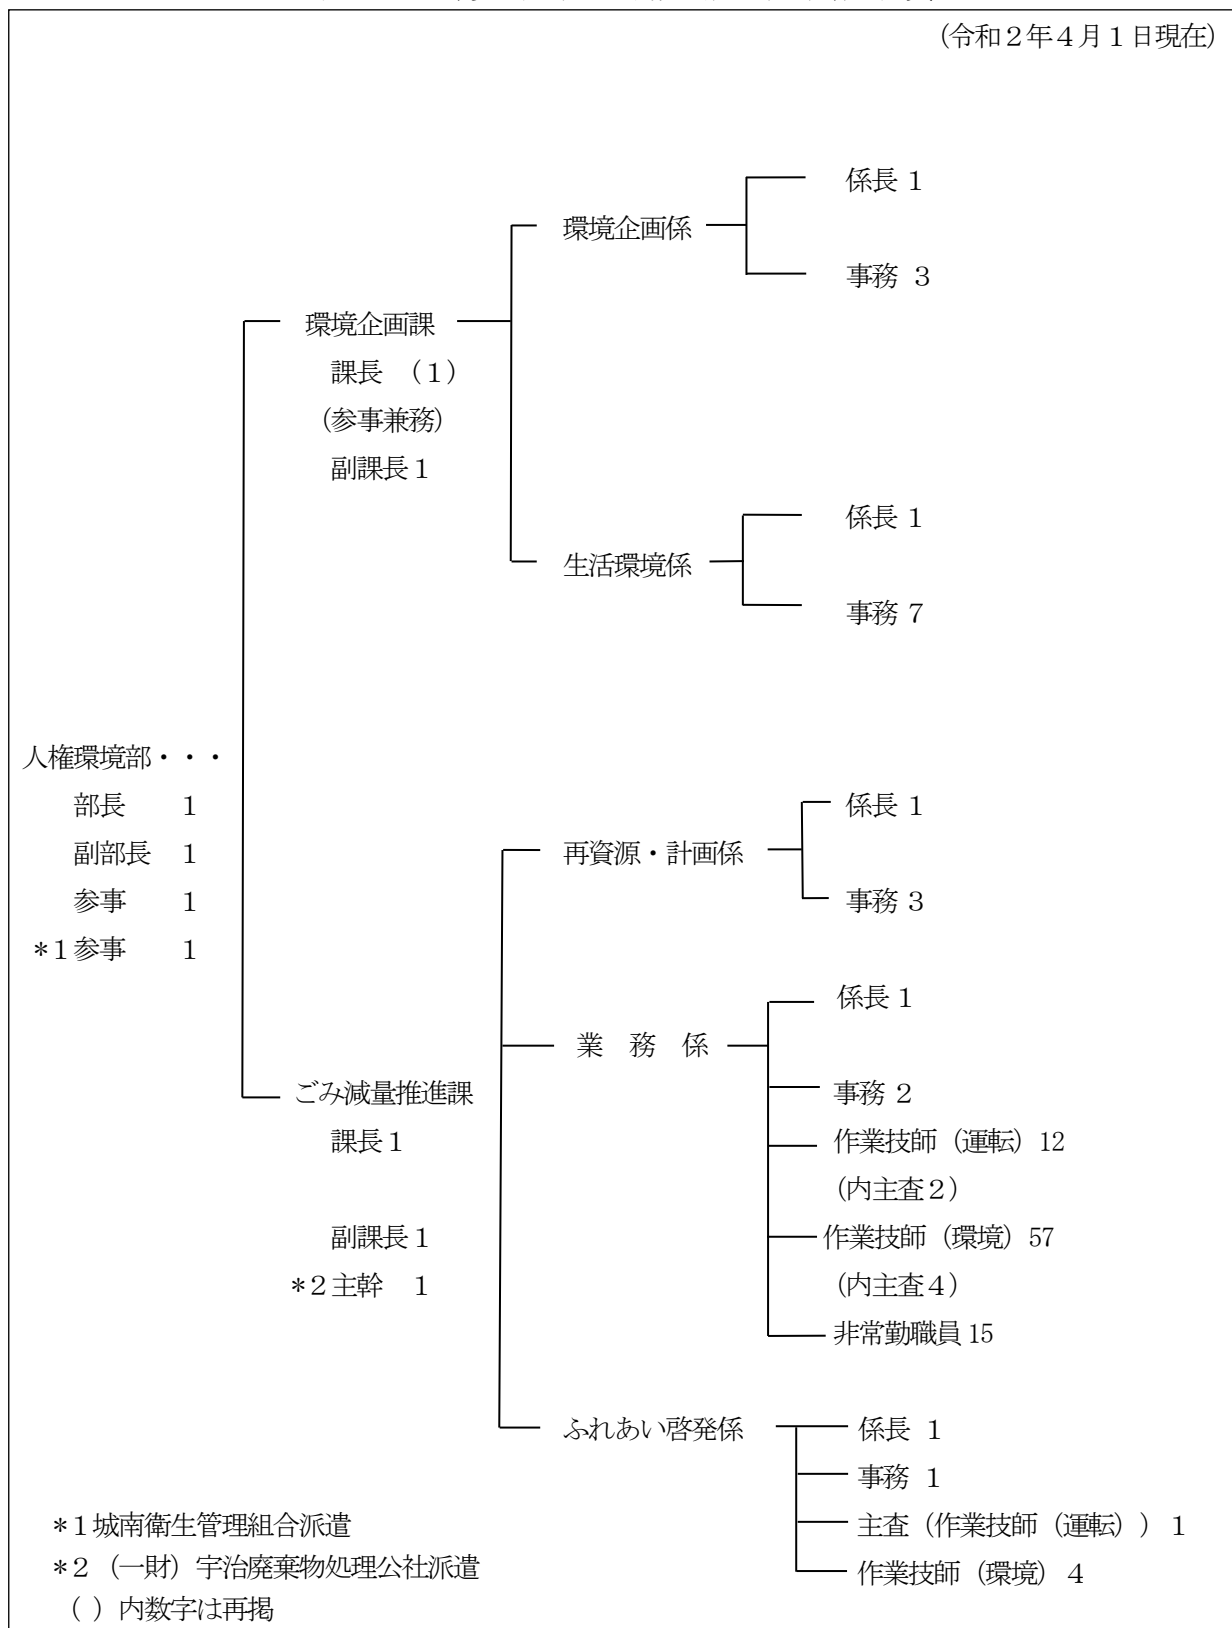 (令和２年４月１日現在)
係長 １
環境企画係
事務 ３
環境企画課
課長 （１）
(参事兼務)
副課長１
係長 １
生活環境係
事務 ７
人権環境部・・・
部長 １
副部長 １
参事 １
＊１参事 １
係長 １
再資源・計画係
事務 ３
係長 １
業 務 係
事務 ２
ごみ減量推進課
課長１
作業技師（運転）12
(内主査２)
副課長１
作業技師（環境）57
＊２主幹 １
(内主査４)
非常勤職員 15
ふれあい啓発係
係長 １
事務 １
主査（作業技師（運転））１
作業技師（環境）４
＊１城南衛生管理組合派遣
＊２（一財）宇治廃棄物処理公社派遣
( ）内数字は再掲